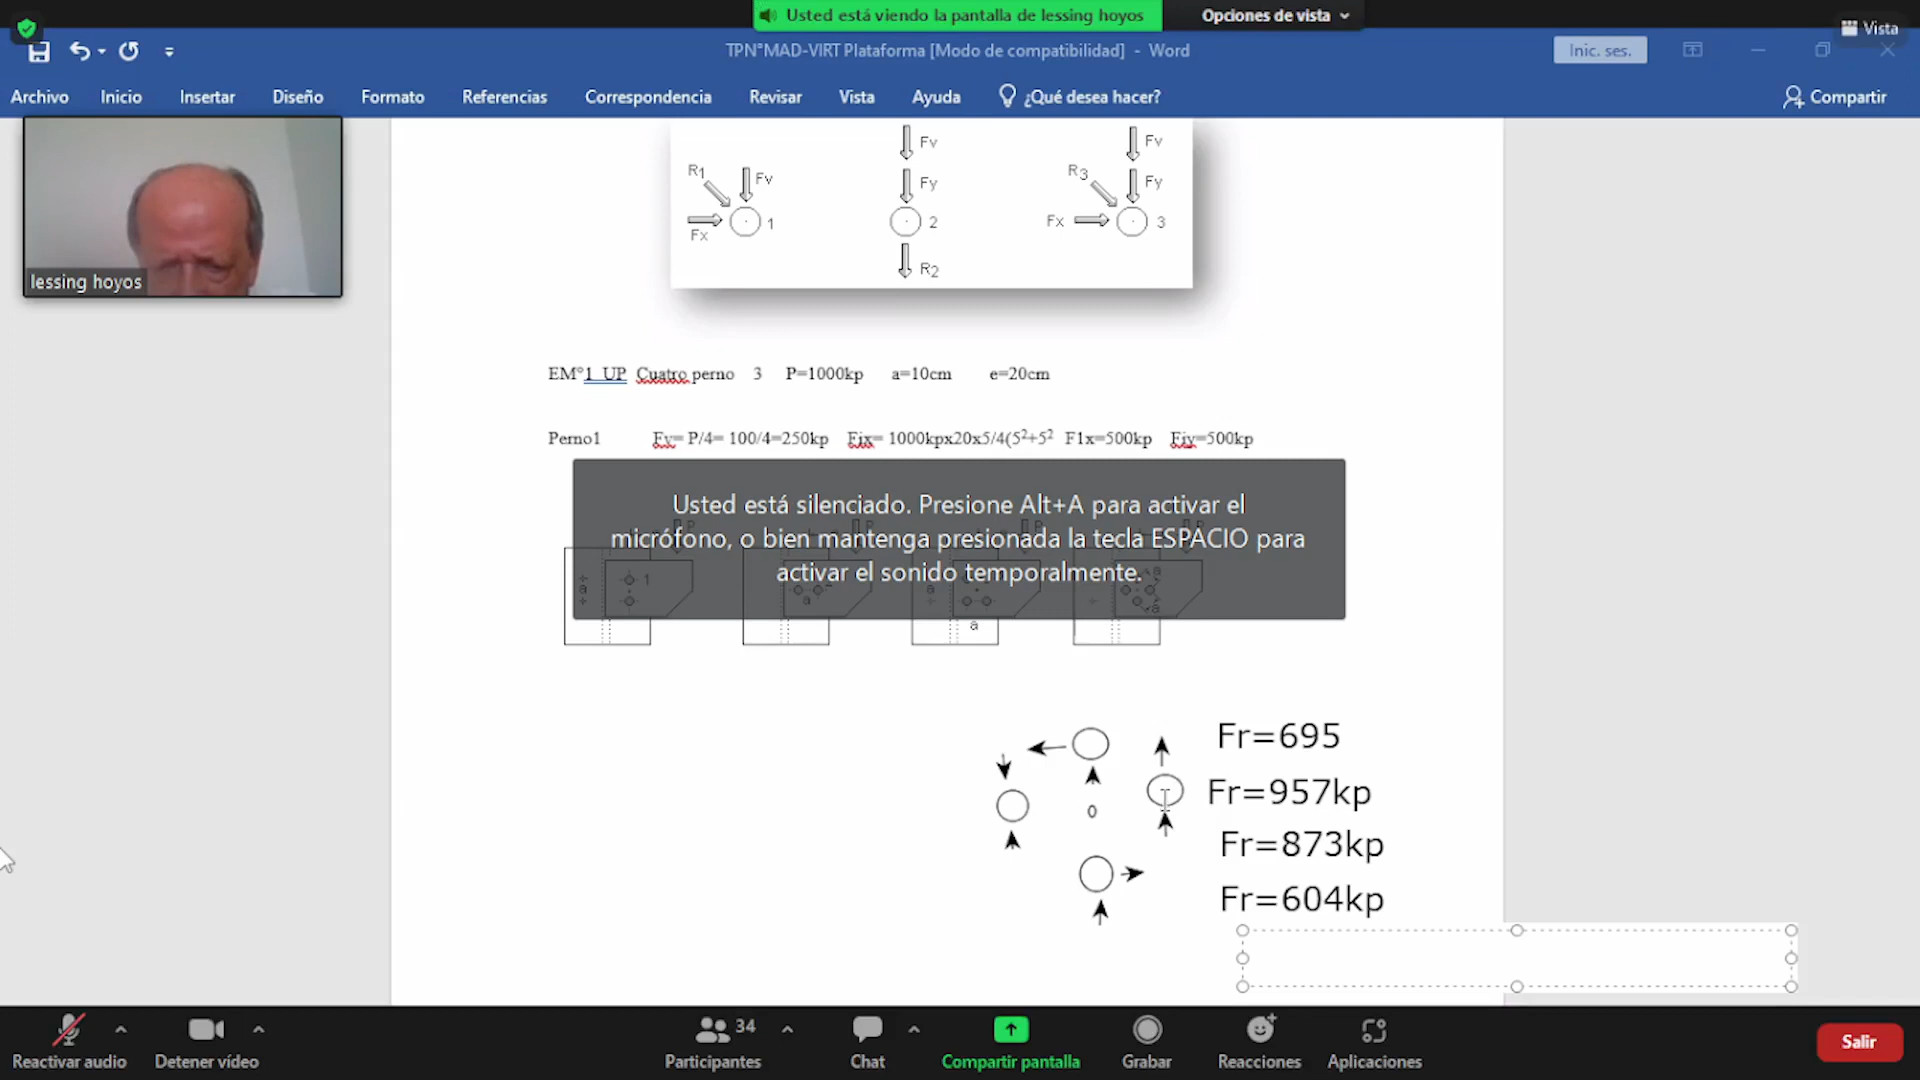 Usted está viendo la pantalla de lessing hoyos
Opciones de vista
Vista
TPN°MAD-VIRT Plataforma [Modo de compatibilidad] - Word
Inic. ses.
Archivo Inicio Insertar Diseño Formato Referencias Correspondencia Revisar Vista Ayuda ¿Qué desea hacer? Compartir
lessing hoyos
Fv Fv
R1 Fv Fy R3 Fy
1 2 Fx 3
Fx
R2
EM°1 UP Cuatro perno 3 P=1000kp a=10cm e=20cm
Perno1 Fv= P/4= 100/4=250kp Fjx= 1000kpx20x5/4(5²+5² F1x=500kp Fjy=500kp
Usted está silenciado. Presione Alt+A para activar el
micrófono, o bien mantenga presionada la tecla ESPACIO para
activar el sonido temporalmente.
P P P P
a 1 a a
a a
a
Fr=695
Fr=957kp
o
Fr=873kp
Fr=604kp
34
Reactivar audio Detener vídeo Participantes Chat Compartir pantalla Grabar Reacciones Aplicaciones
Salir